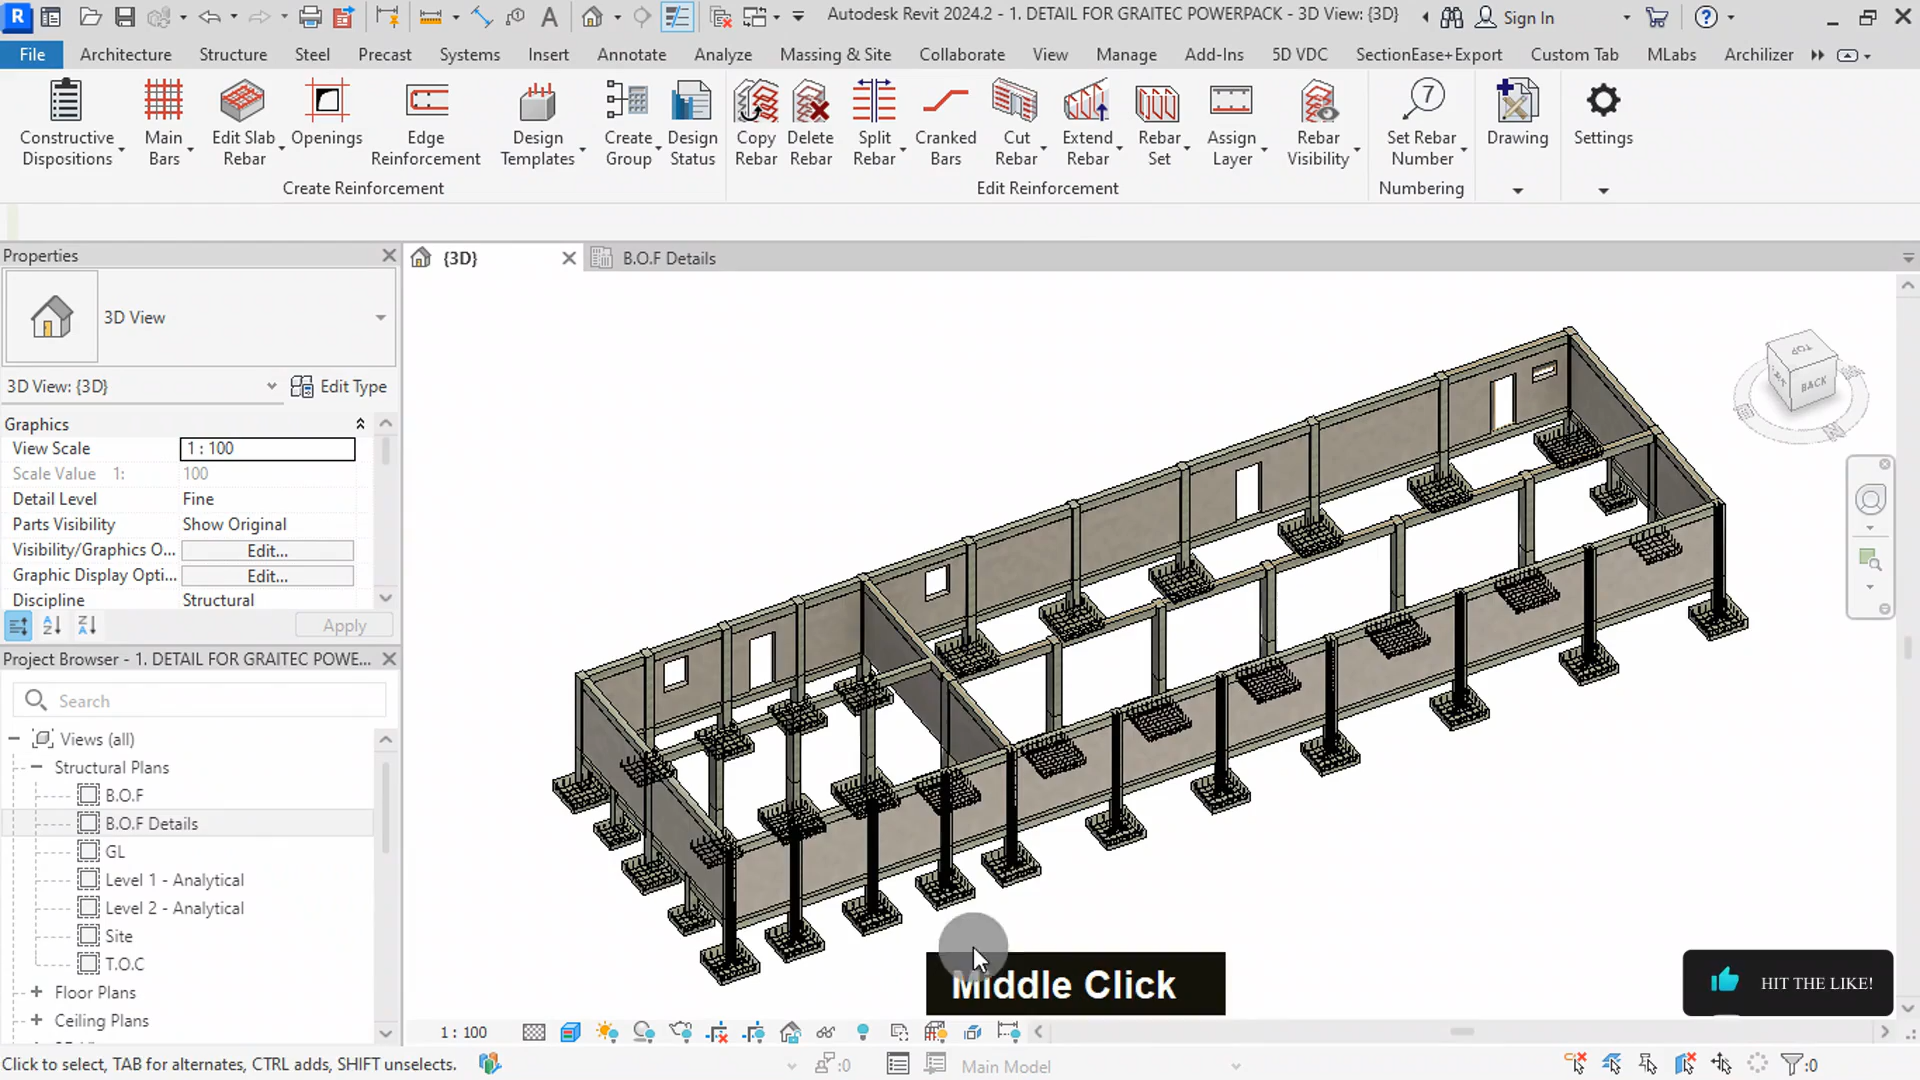 Autodesk Revit 2024.2 - 1. DETAIL FOR GRAITEC POWERPACK - 3D View: {3D}
Sign In
File Architecture Structure Steel Precast Systems Insert Annotate Analyze Massing & Site Collaborate View Manage Add-Ins 5D VDC SectionEase+Export Custom Tab MLabs Archilizer
Constructive Dispositions
Main Bars
Edit Slab Rebar
Openings
Edge Reinforcement
Design Templates
Create Group
Design Status
Copy Rebar
Delete Rebar
Split Rebar
Cranked Bars
Cut Rebar
Extend Rebar
Rebar Set
Assign Layer
Rebar Visibility
7
Set Rebar Number
Drawing
Settings
Create Reinforcement
Edit Reinforcement
Numbering
Properties
{3D}
B.O.F Details
3D View
3D View: {3D}
Edit Type
Graphics
View Scale 1 : 100
Scale Value 1: 100
Detail Level Fine
Parts Visibility Show Original
Visibility/Graphics O... Edit...
Graphic Display Opti... Edit...
Discipline Structural
Apply
Project Browser - 1. DETAIL FOR GRAITEC POWE...
Search
Views (all)
Structural Plans
B.O.F
B.O.F Details
GL
Level 1 - Analytical
Level 2 - Analytical
Site
T.O.C
Floor Plans
Ceiling Plans
TOP
BACK
Middle Click
HIT THE LIKE!
1 : 100
Click to select, TAB for alternates, CTRL adds, SHIFT unselects.
:0
Main Model
:0